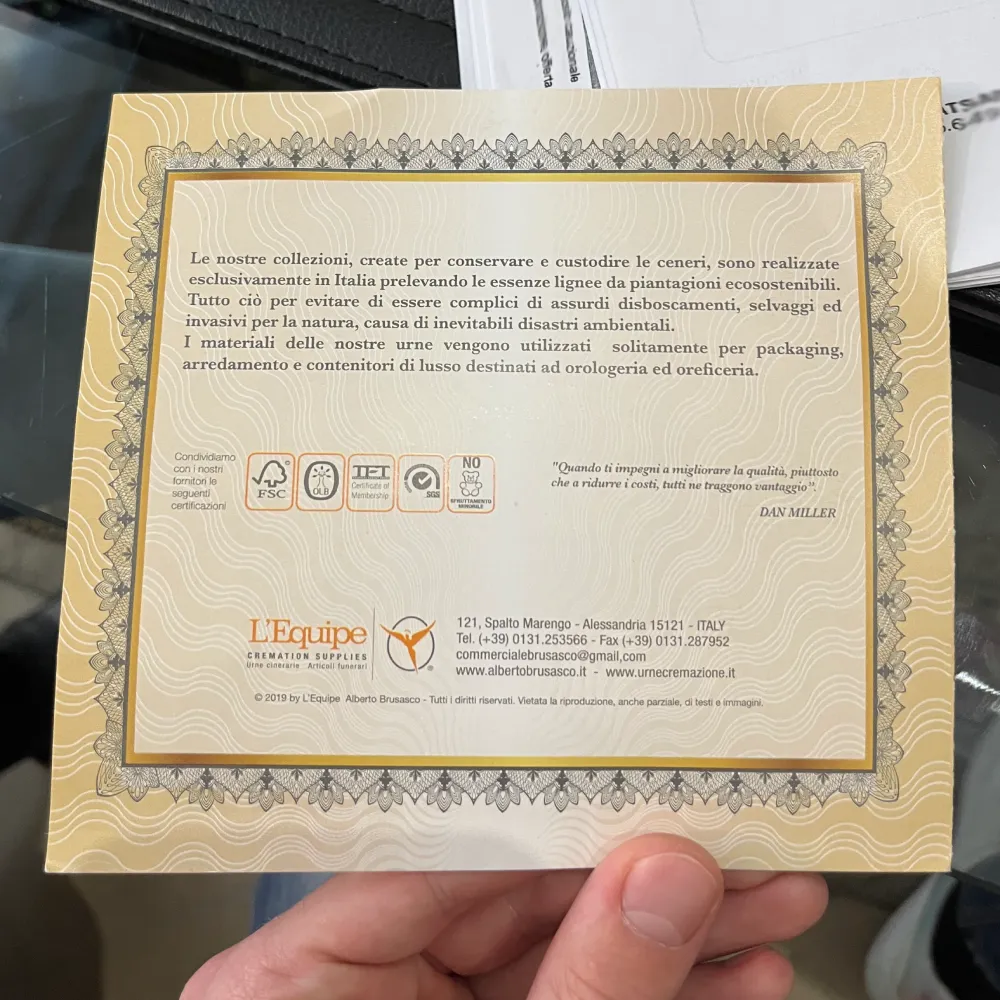 offerta
zionale
Le nostre collezioni, create per conservare e custodire le ceneri, sono realizzate
esclusivamente in Italia prelevando le essenze lignee da piantagioni ecosostenibili.
Tutto ciò per evitare di essere complici di assurdi disboscamenti, selvaggi ed
invasivi per la natura, causa di inevitabili disastri ambientali.
I materiali delle nostre urne vengono utilizzati solitamente per packaging,
arredamento e contenitori di lusso destinati ad orologeria ed oreficeria.
Condividiamo
con i nostri
fornitori le
seguenti
certificazioni
FSC
OLB
Certificate of
Membership
SGS
NO
SFRUTTAMENTO
MINORILE
"Quando ti impegni a migliorare la qualità, piuttosto
che a ridurre i costi, tutti ne traggono vantaggio".
DAN MILLER
L'Equipe
CREMATION SUPPLIES
Urne cinerarie Articoli funerari
121, Spalto Marengo - Alessandria 15121 - ITALY
Tel. (+39) 0131.253566 - Fax (+39) 0131.287952
commercialebrusasco@gmail,com
www.albertobrusasco.it - www.urnecremazione.it
© 2019 by L'Equipe Alberto Brusasco - Tutti i diritti riservati. Vietata la riproduzione, anche parziale, di testi e immagini.